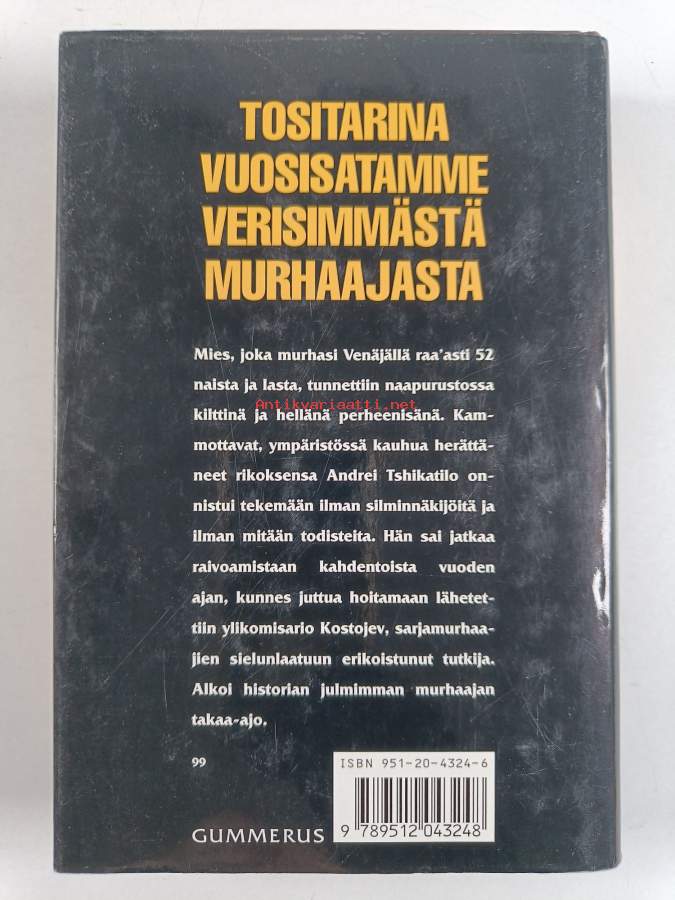 TOSITARINA
VUOSISATAMME
VERISIMMÄSTÄ
MURHAAJASTA
Mies, joka murhasi Venäjällä raa'asti 52
naista ja lasta, tunnettiin naapurustossa
Antikvariaatti.net
kilttinä ja hellänä perheenisänä. Kam-
mottavat, ympäristössä kauhua herättä-
neet rikoksensa Andrei Tshikatilo on-
nistui tekemään ilman silminnäkijöitä ja
ilman mitään todisteita. Hän sai jatkaa
raivoamistaan kahdentoista vuoden
ajan, kunnes juttua hoitamaan lähetet-
tiin ylikomisario Kostojev, sarjamurhaa-
jien sielunlaatuun erikoistunut tutkija.
Alkoi historian julmimman murhaajan
takaa-ajo.
99
ISBN 951-20-4324-6
9 789512 043248
GUMMERUS